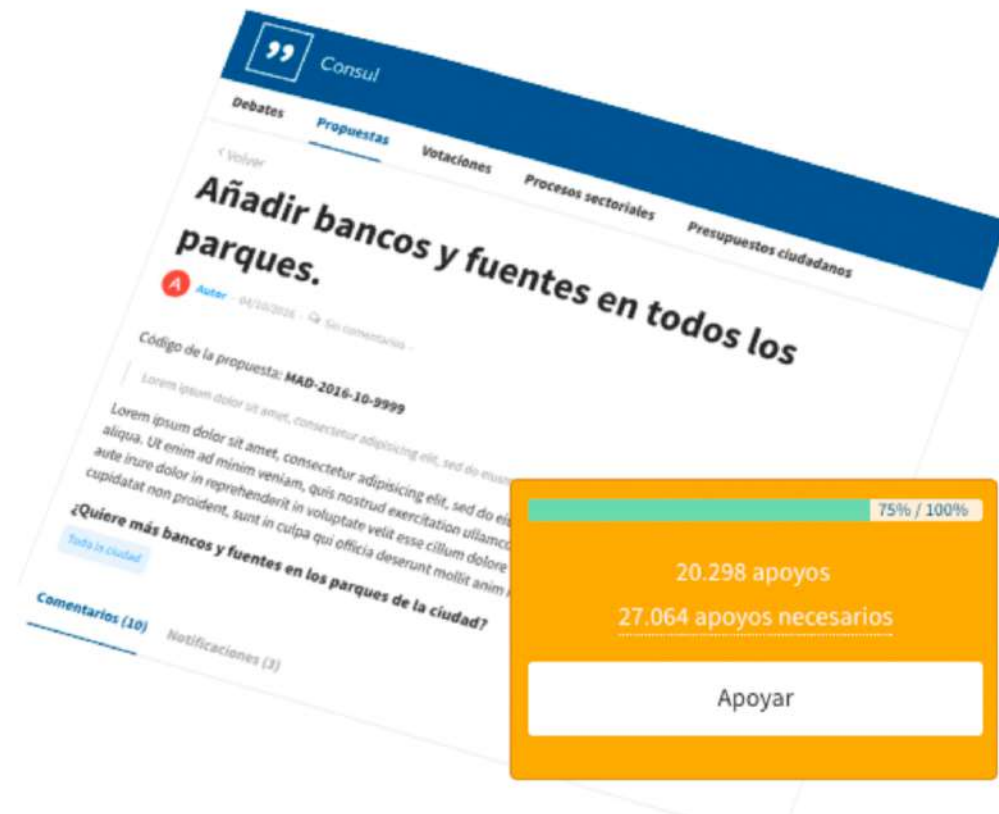 Consul
Debates Propuestas Votaciones Procesos sectoriales Presupuestos ciudadanos
< Volver
Añadir bancos y fuentes en todos los
parques.
A Autor - 04/10/2016 - Sin comentarios -
Código de la propuesta: MAD-2016-10-9999
Lorem ipsum dolor sit amet, consectetur adipisicing elit, sed do
Lorem ipsum dolor sit amet, consectetur adipisicing elit, sed do
aliqua. Ut enim ad minim veniam, quis nostrud exercitation ullamco
aute irure dolor in reprehenderit in voluptate velit esse cillum dolore
cupidatat non proident, sunt in culpa qui officia deserunt mollit anim
¿Quiere más bancos y fuentes en los parques de la ciudad?
Toda la ciudad
Comentarios (10) Notificaciones (3)
75% / 100%
20.298 apoyos
27.064 apoyos necesarios
Apoyar